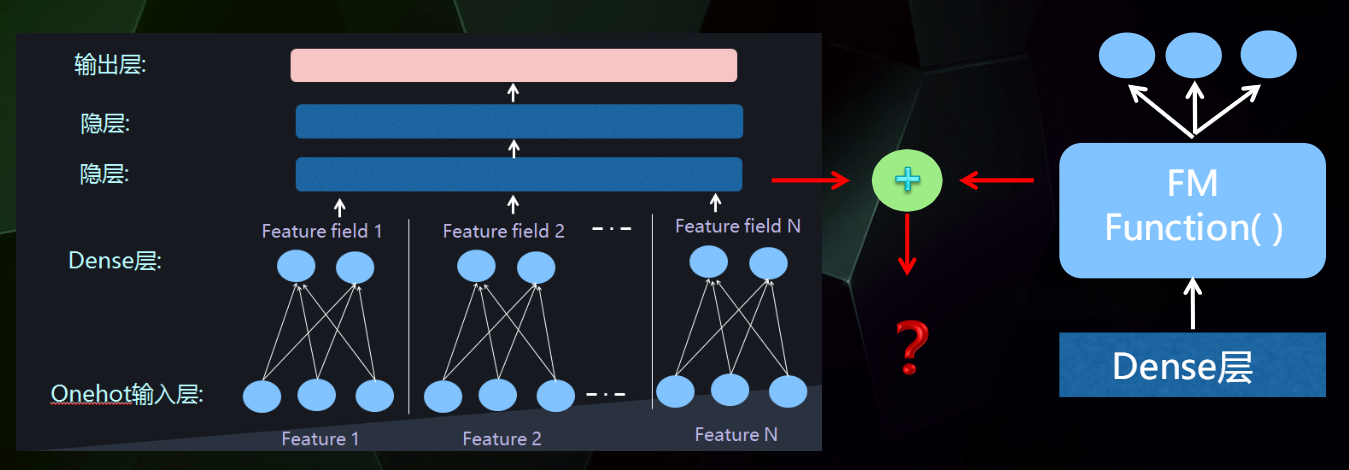 输出层:
隐层:
隐层:
Feature field 1
Feature field 2
Feature field N
Dense层:
Onehot输入层:
Feature 1
Feature 2
Feature N
+
?
FM
Function( )
Dense层